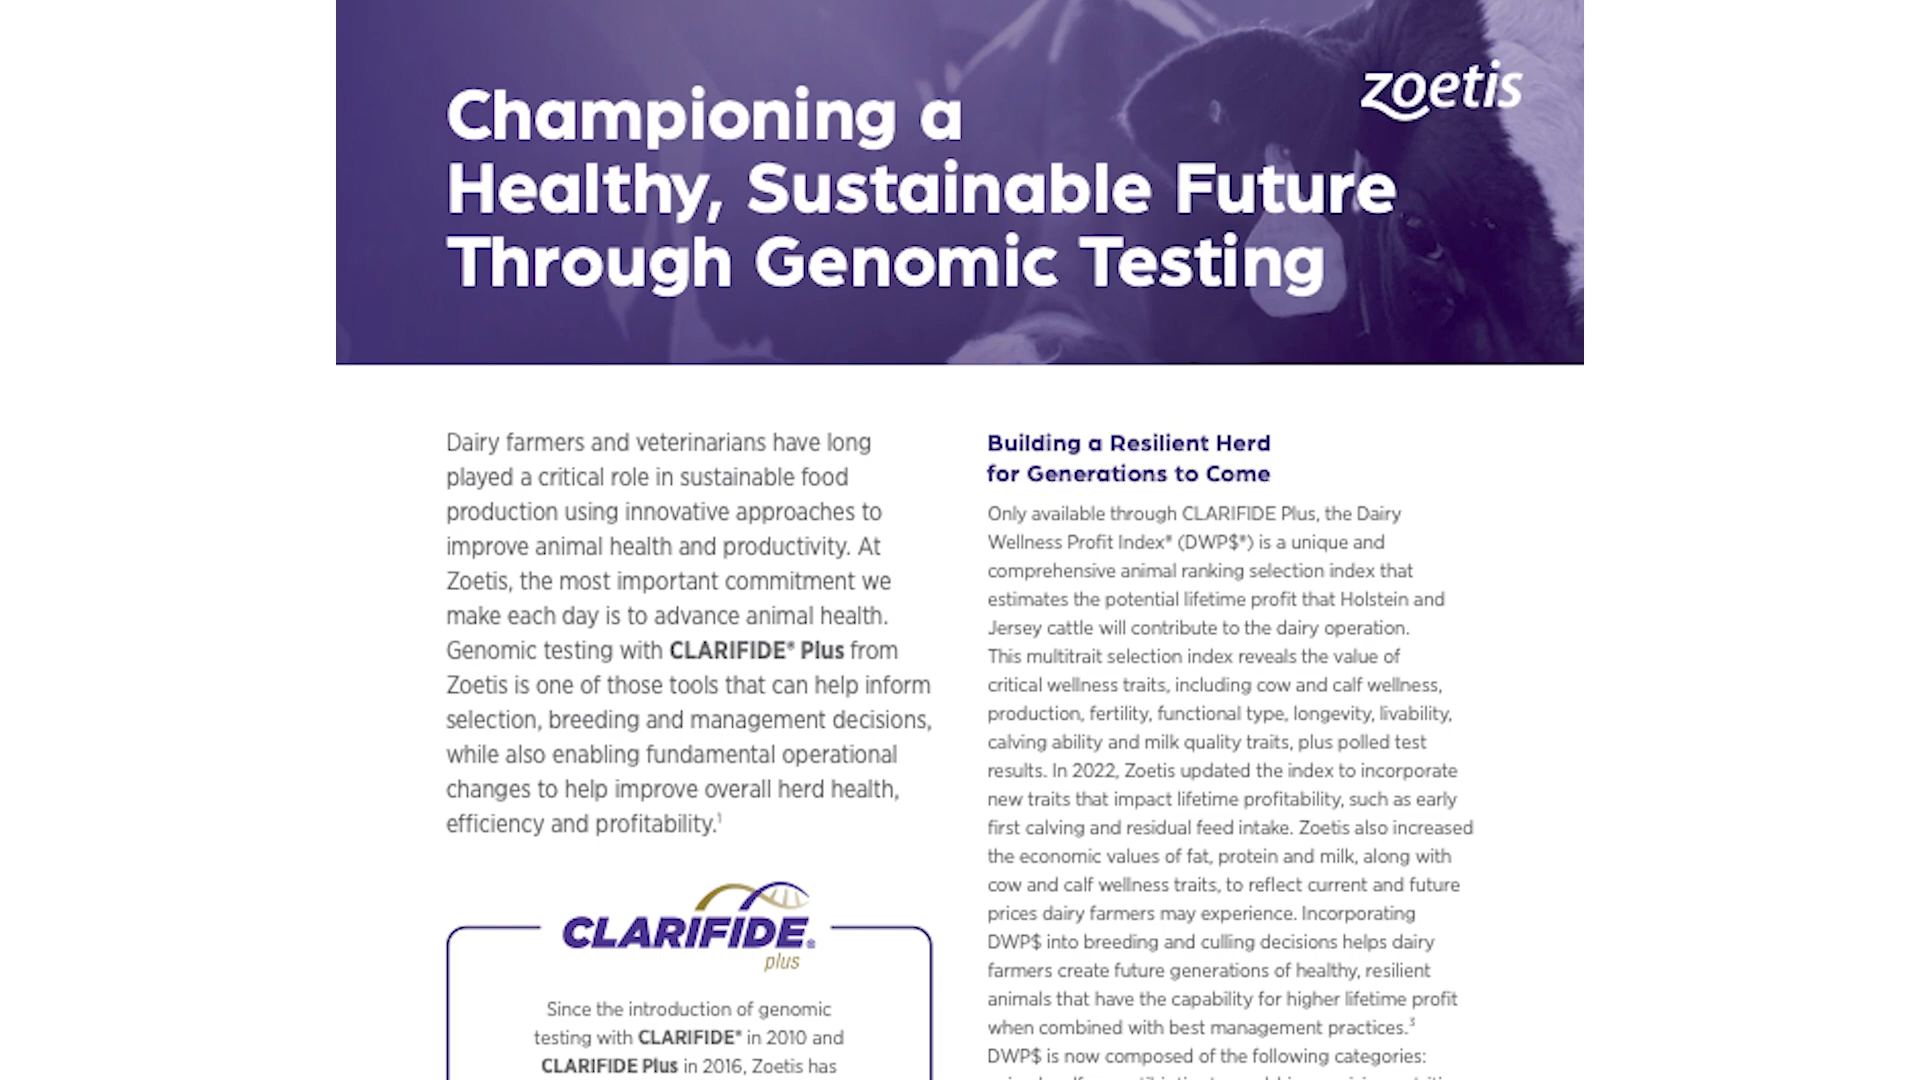 Championing a
Healthy, Sustainable Future
Through Genomic Testing
zoetis
Dairy farmers and veterinarians have long
played a critical role in sustainable food
production using innovative approaches to
improve animal health and productivity. At
Zoetis, the most important commitment we
make each day is to advance animal health.
Genomic testing with CLARIFIDE® Plus from
Zoetis is one of those tools that can help inform
selection, breeding and management decisions,
while also enabling fundamental operational
changes to help improve overall herd health,
efficiency and profitability.¹
CLARIFIDE®
plus
Since the introduction of genomic
testing with CLARIFIDE® in 2010 and
CLARIFIDE Plus in 2016, Zoetis has
Building a Resilient Herd
for Generations to Come
Only available through CLARIFIDE Plus, the Dairy
Wellness Profit Index® (DWP$®) is a unique and
comprehensive animal ranking selection index that
estimates the potential lifetime profit that Holstein and
Jersey cattle will contribute to the dairy operation.
This multitrait selection index reveals the value of
critical wellness traits, including cow and calf wellness,
production, fertility, functional type, longevity, livability,
calving ability and milk quality traits, plus polled test
results. In 2022, Zoetis updated the index to incorporate
new traits that impact lifetime profitability, such as early
first calving and residual feed intake. Zoetis also increased
the economic values of fat, protein and milk, along with
cow and calf wellness traits, to reflect current and future
prices dairy farmers may experience. Incorporating
DWP$ into breeding and culling decisions helps dairy
farmers create future generations of healthy, resilient
animals that have the capability for higher lifetime profit
when combined with best management practices.³
DWP$ is now composed of the following categories: